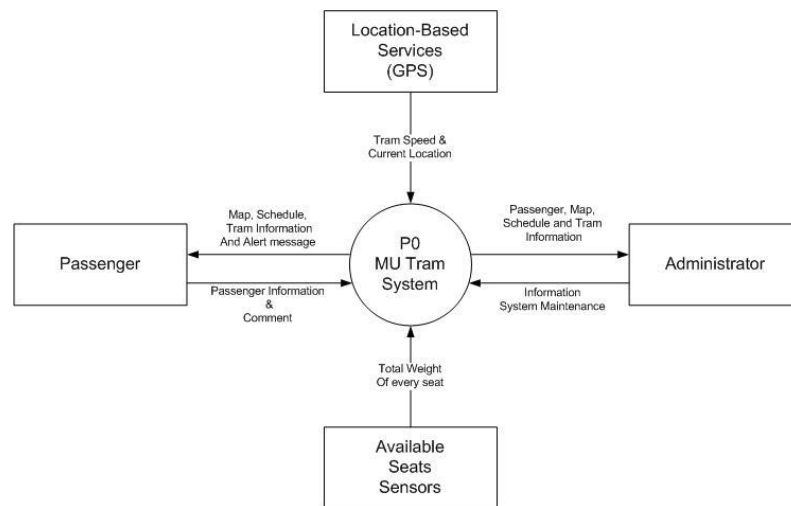 Location-Based
Services
(GPS)
Tram Speed &
Current Location
Map, Schedule,
Tram Information
And Alert message
Passenger, Map,
Schedule and Tram
Information
Passenger
P0
MU Tram
System
Administrator
Passenger Information
&
Comment
Information
System Maintenance
Total Weight
Of every seat
Available
Seats
Sensors